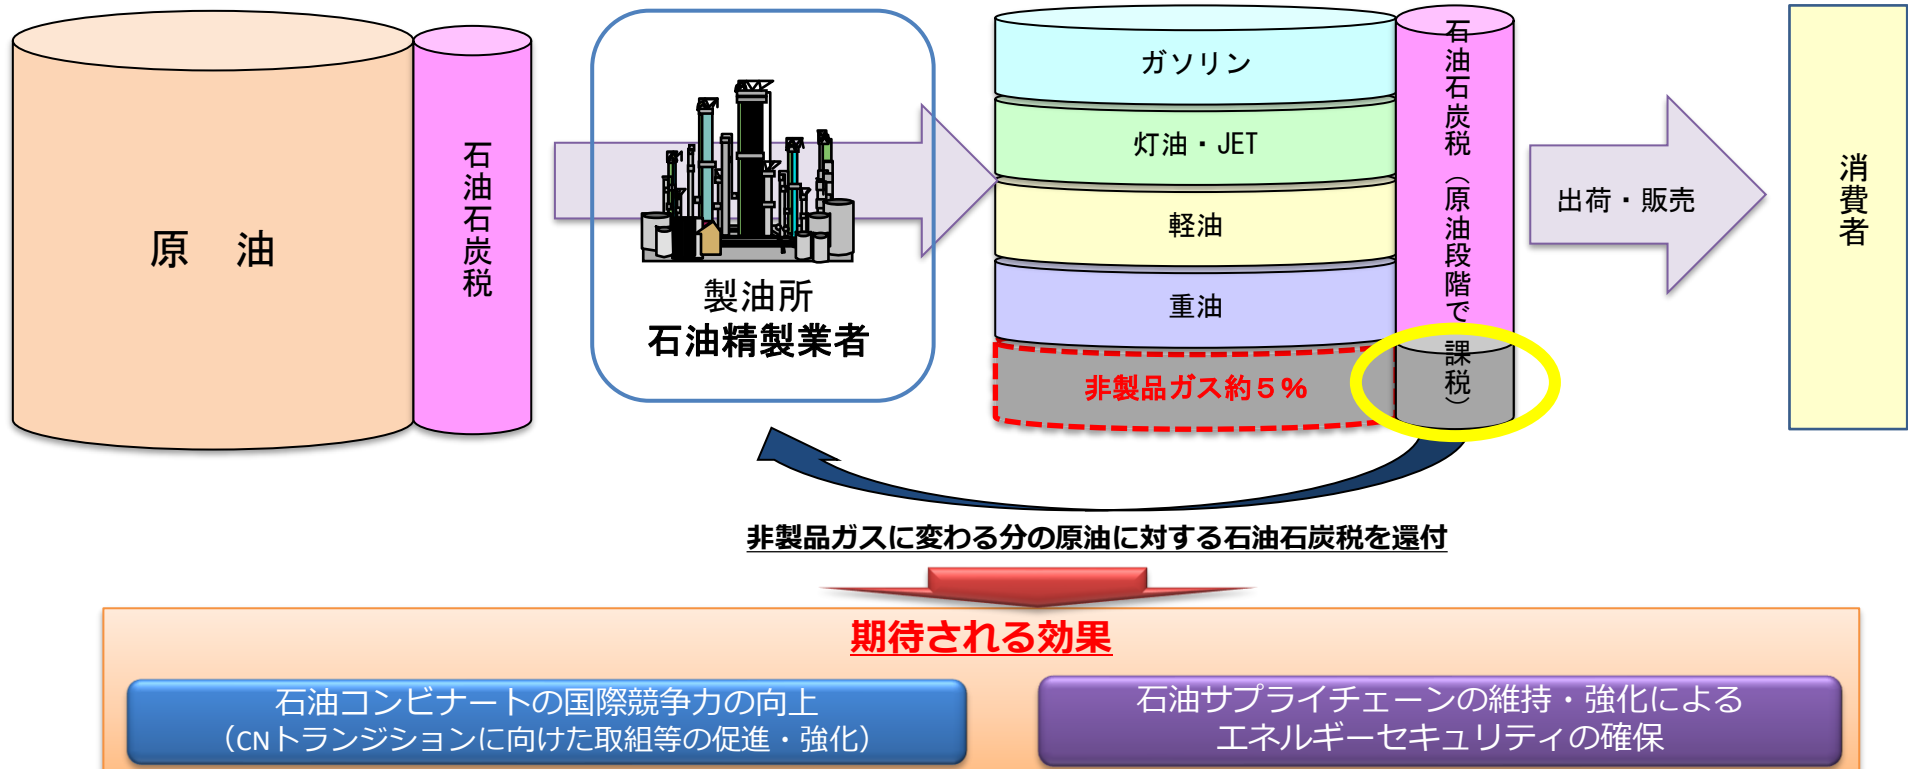 原　油
石油石炭税
製油所
石油精製業者
ガソリン
灯油・JET
軽油
重油
非製品ガス約５％
石油石炭税（原油段階で課税）
出荷・販売
消費者
非製品ガスに変わる分の原油に対する石油石炭税を還付
期待される効果
石油コンビナートの国際競争力の向上
（CNトランジションに向けた取組等の促進・強化）
石油サプライチェーンの維持・強化による
エネルギーセキュリティの確保